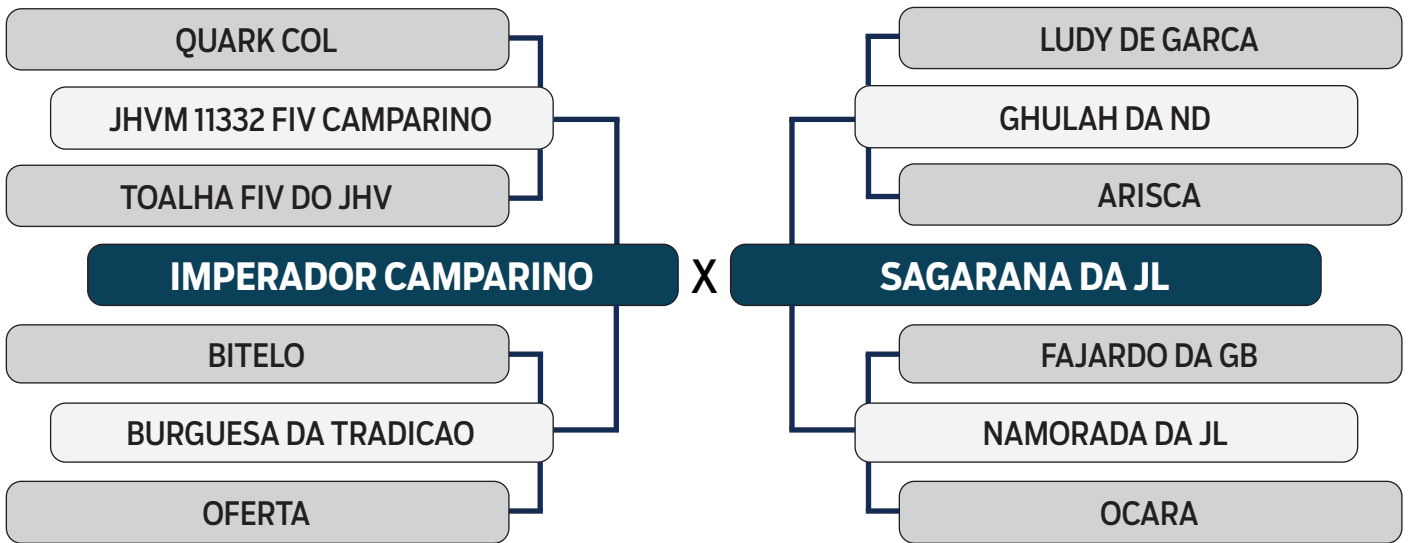 QUARK COL
LUDY DE GARCA
JHVM 11332 FIV CAMPARINO
GHULAH DA ND
TOALHA FIV DO JHV
ARISCA
IMPERADOR CAMPARINO X SAGARANA DA JL
BITELO
FAJARDO DA GB
BURGUESA DA TRADICAO
NAMORADA DA JL
OFERTA
OCARA